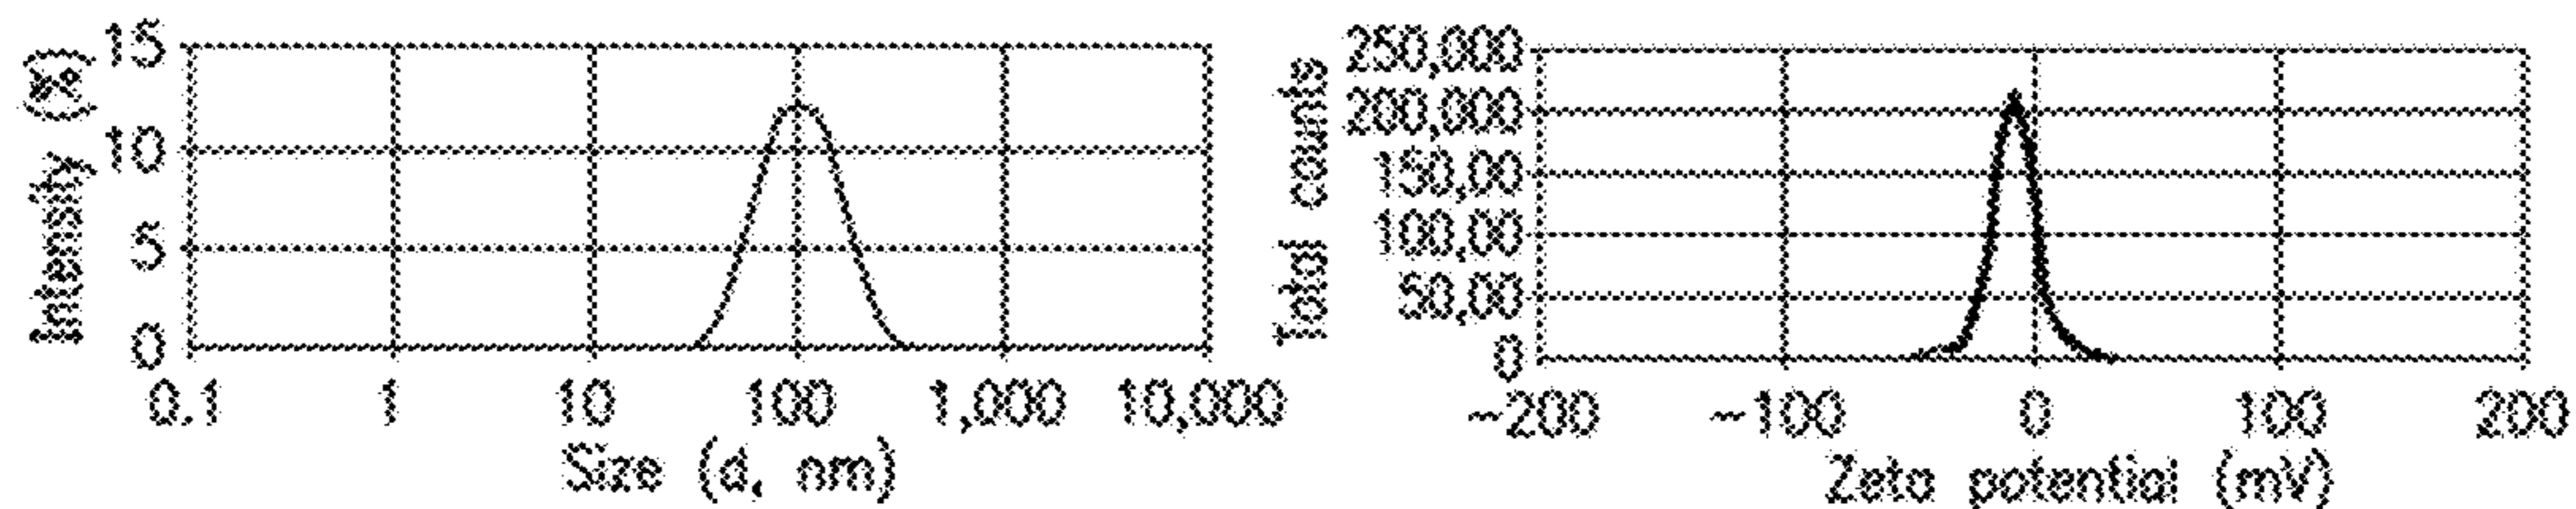 Intensity (%)
15
10
5
0
0.1 1 10 100 1,000 10,000
Size (d, nm)
Total counts
250,000
200,000
150,00
100,00
50,00
0
-200 -100 0 100 200
Zeta potential (mV)